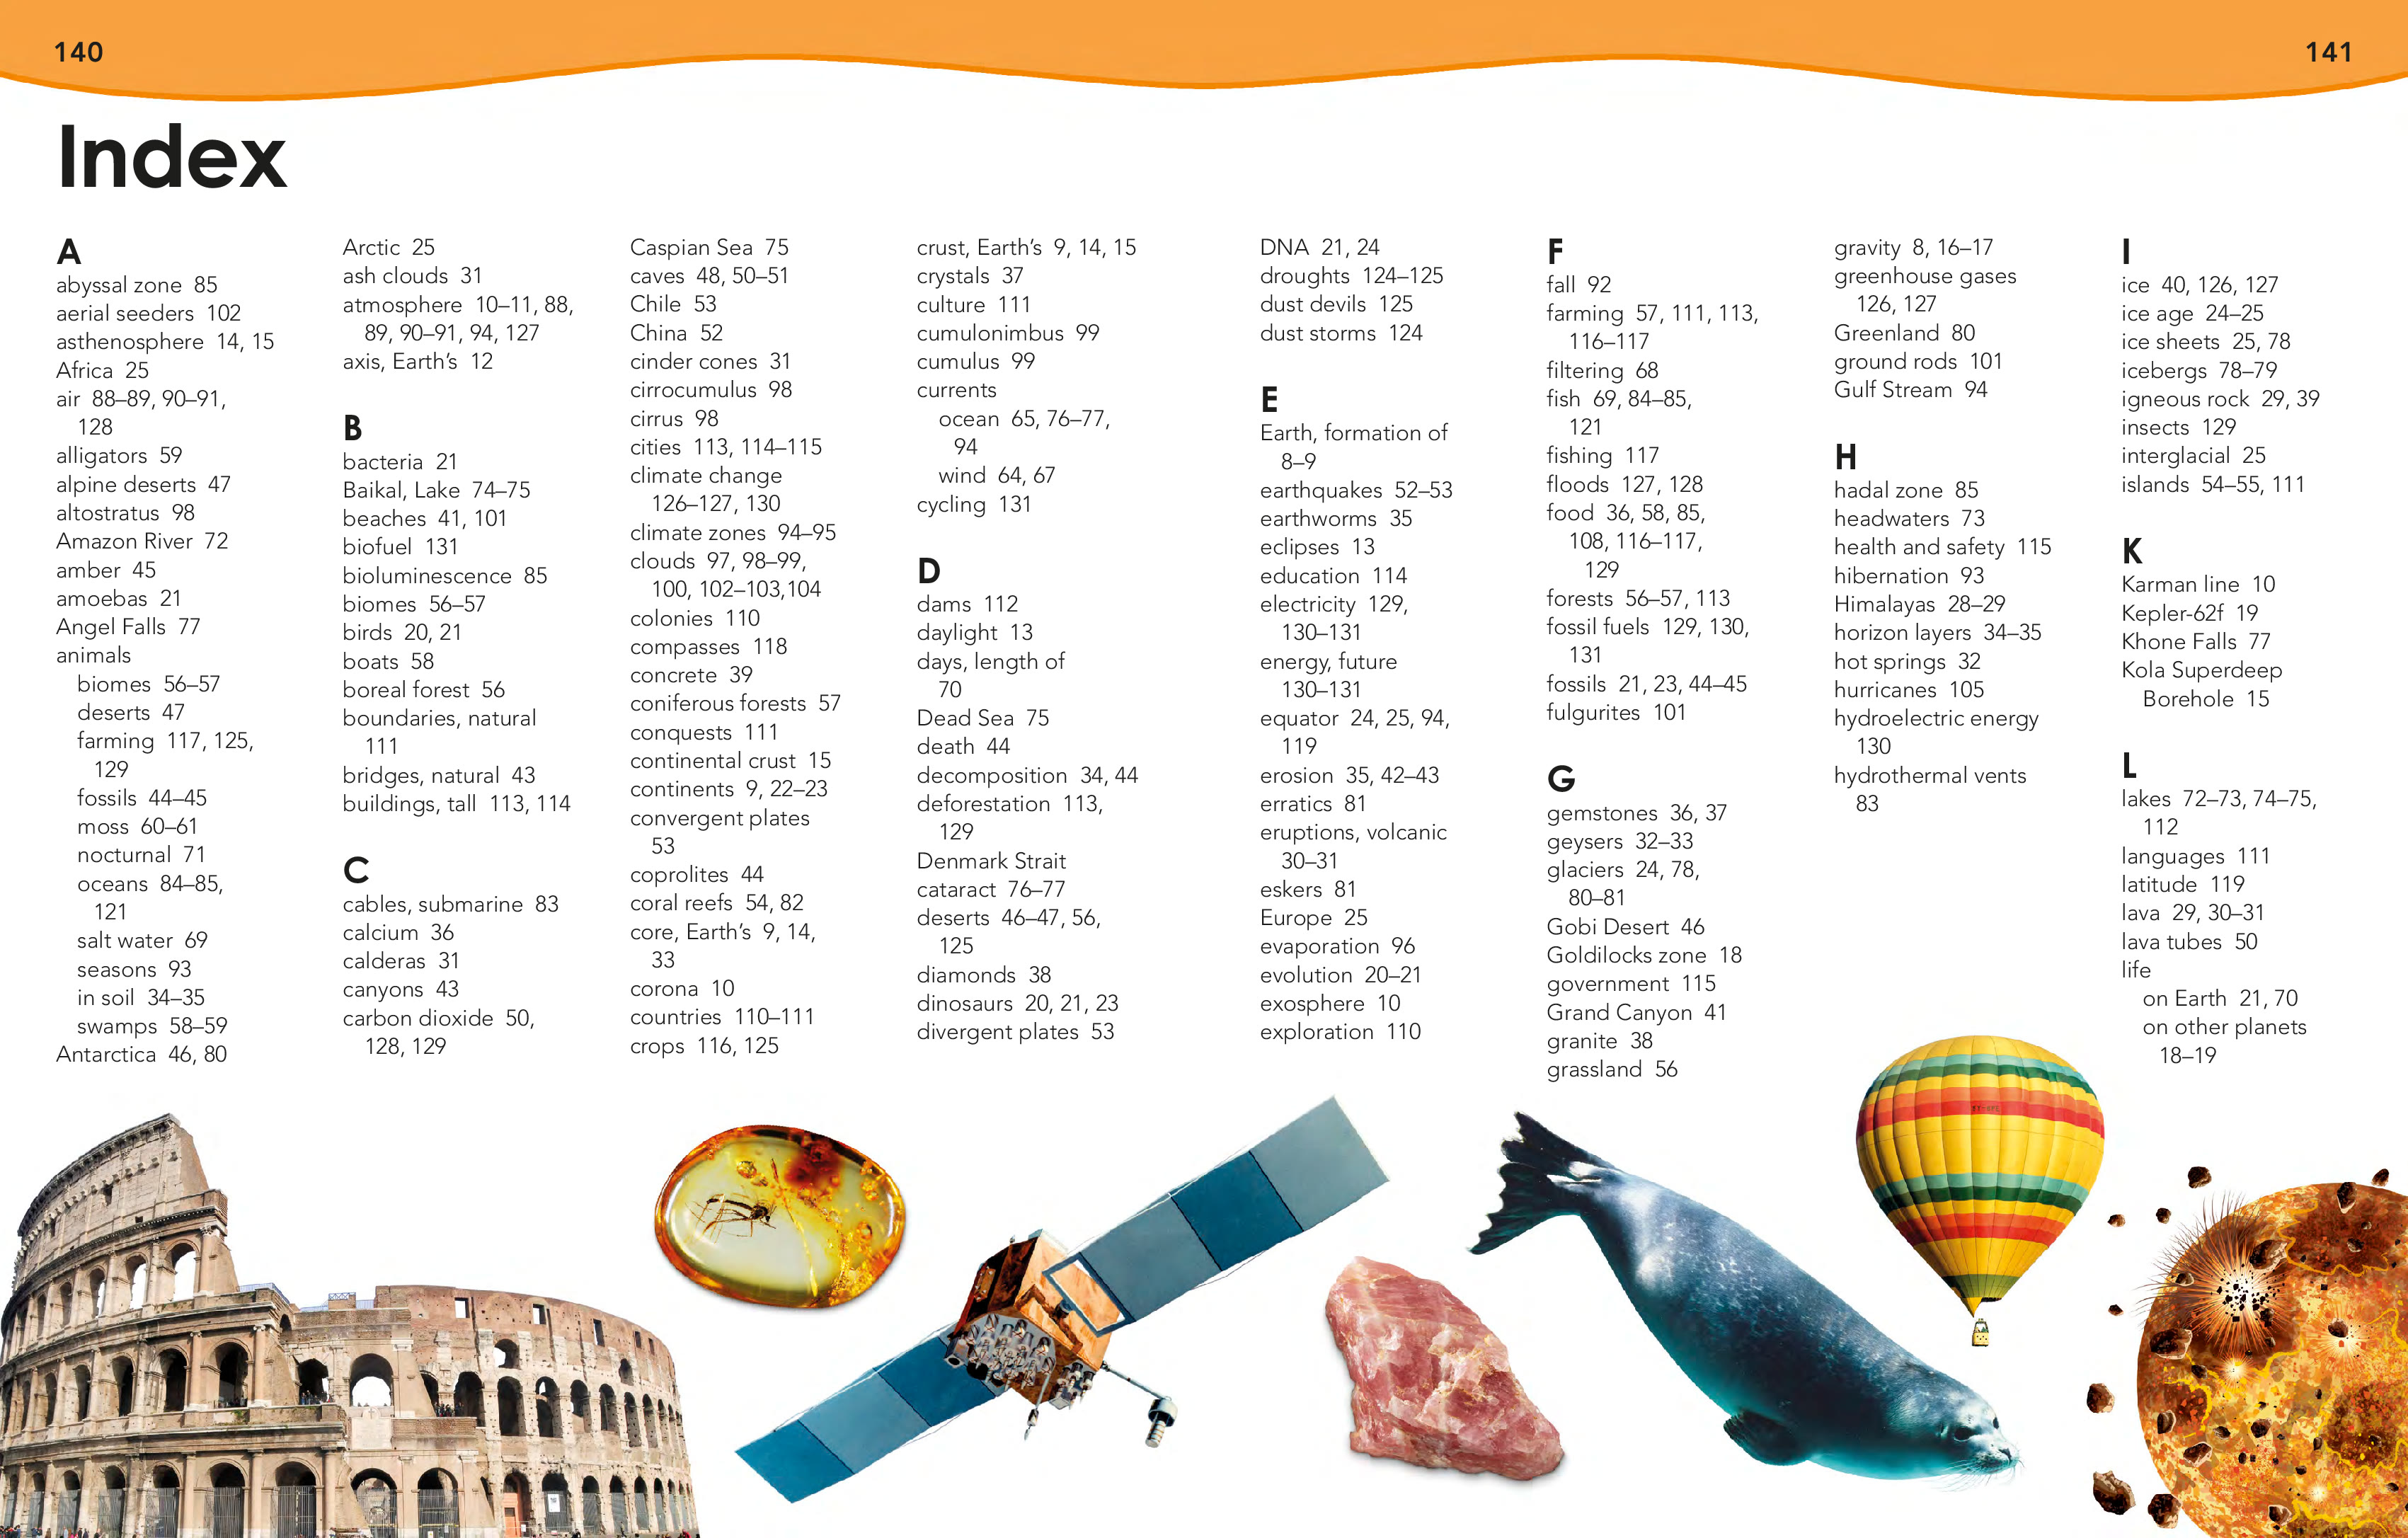 140
141
Index
A
abyssal zone 85
aerial seeders 102
asthenosphere 14, 15
Africa 25
air 88–89, 90–91,
128
alligators 59
alpine deserts 47
altostratus 98
Amazon River 72
amber 45
amoebas 21
Angel Falls 77
animals
biomes 56–57
deserts 47
farming 117, 125,
129
fossils 44–45
moss 60–61
nocturnal 71
oceans 84–85,
121
salt water 69
seasons 93
in soil 34–35
swamps 58–59
Antarctica 46, 80
Arctic 25
ash clouds 31
atmosphere 10–11, 88,
89, 90–91, 94, 127
axis, Earth’s 12
B
bacteria 21
Baikal, Lake 74–75
beaches 41, 101
biofuel 131
bioluminescence 85
biomes 56–57
birds 20, 21
boats 58
boreal forest 56
boundaries, natural
111
bridges, natural 43
buildings, tall 113, 114
C
cables, submarine 83
calcium 36
calderas 31
canyons 43
carbon dioxide 50,
128, 129
Caspian Sea 75
caves 48, 50–51
Chile 53
China 52
cinder cones 31
cirrocumulus 98
cirrus 98
cities 113, 114–115
climate change
126–127, 130
climate zones 94–95
clouds 97, 98–99,
100, 102–103,104
colonies 110
compasses 118
concrete 39
coniferous forests 57
conquests 111
continental crust 15
continents 9, 22–23
convergent plates
53
coprolites 44
coral reefs 54, 82
core, Earth’s 9, 14,
33
corona 10
countries 110–111
crops 116, 125
crust, Earth’s 9, 14, 15
crystals 37
culture 111
cumulonimbus 99
cumulus 99
currents
ocean 65, 76–77,
94
wind 64, 67
cycling 131
D
dams 112
daylight 13
days, length of
70
Dead Sea 75
death 44
decomposition 34, 44
deforestation 113,
129
Denmark Strait
cataract 76–77
deserts 46–47, 56,
125
diamonds 38
dinosaurs 20, 21, 23
divergent plates 53
DNA 21, 24
droughts 124–125
dust devils 125
dust storms 124
E
Earth, formation of
8–9
earthquakes 52–53
earthworms 35
eclipses 13
education 114
electricity 129,
130–131
energy, future
130–131
equator 24, 25, 94,
119
erosion 35, 42–43
erratics 81
eruptions, volcanic
30–31
eskers 81
Europe 25
evaporation 96
evolution 20–21
exosphere 10
exploration 110
F
fall 92
farming 57, 111, 113,
116–117
filtering 68
fish 69, 84–85,
121
fishing 117
floods 127, 128
food 36, 58, 85,
108, 116–117,
129
forests 56–57, 113
fossil fuels 129, 130,
131
fossils 21, 23, 44–45
fulgurites 101
G
gemstones 36, 37
geysers 32–33
glaciers 24, 78,
80–81
Gobi Desert 46
Goldilocks zone 18
government 115
Grand Canyon 41
granite 38
grassland 56
gravity 8, 16–17
greenhouse gases
126, 127
Greenland 80
ground rods 101
Gulf Stream 94
H
hadal zone 85
headwaters 73
health and safety 115
hibernation 93
Himalayas 28–29
horizon layers 34–35
hot springs 32
hurricanes 105
hydroelectric energy
130
hydrothermal vents
83
I
ice 40, 126, 127
ice age 24–25
ice sheets 25, 78
icebergs 78–79
igneous rock 29, 39
insects 129
interglacial 25
islands 54–55, 111
K
Karman line 10
Kepler-62f 19
Khone Falls 77
Kola Superdeep
Borehole 15
L
lakes 72–73, 74–75,
112
languages 111
latitude 119
lava 29, 30–31
lava tubes 50
life
on Earth 21, 70
on other planets
18–19